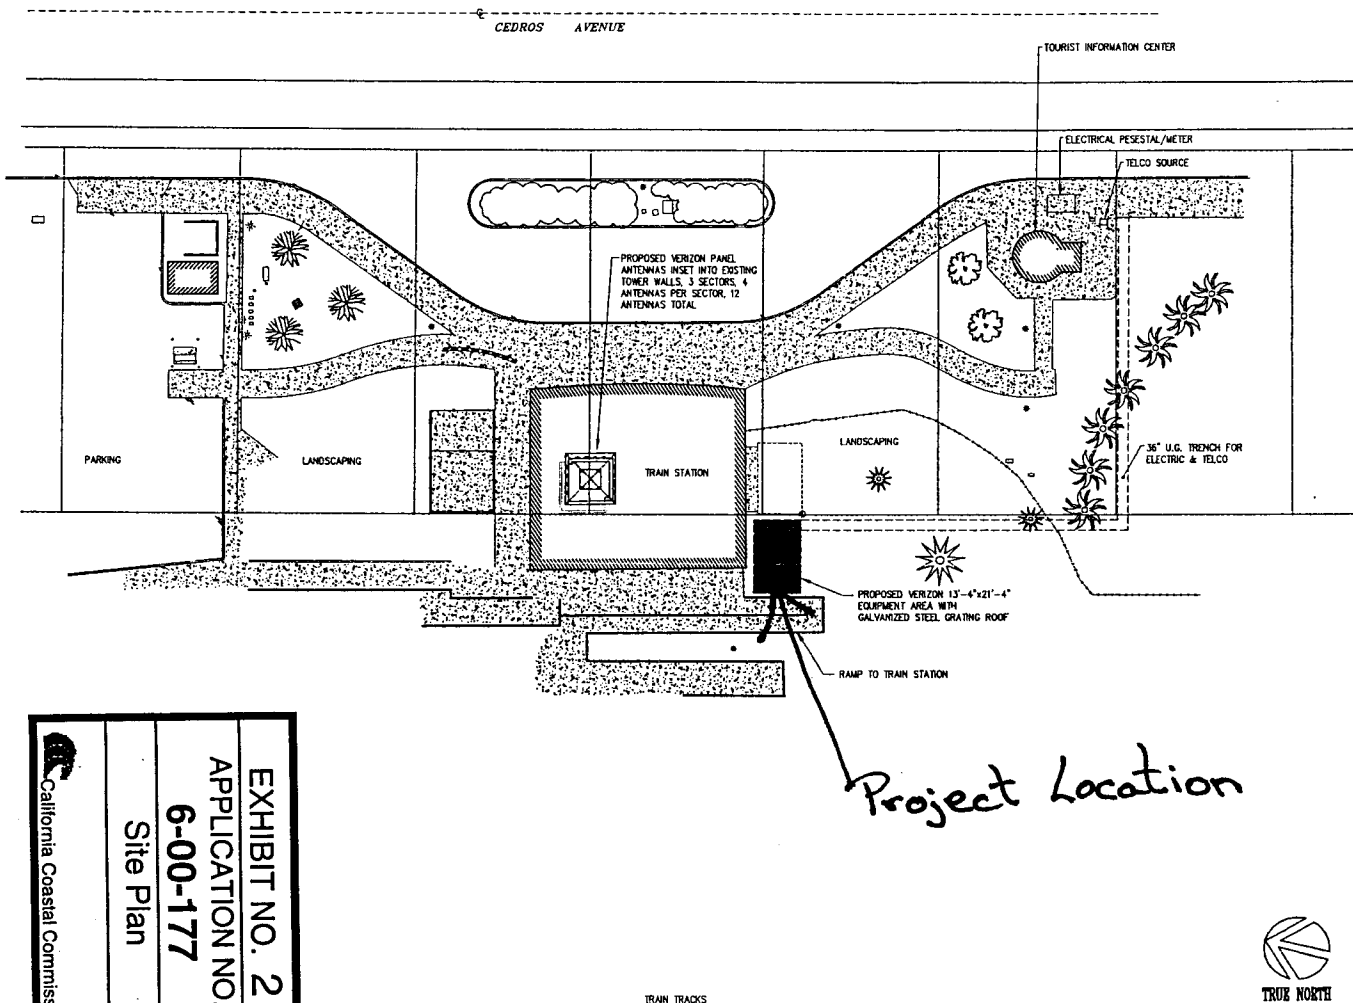 ℄
CEDROS AVENUE
TOURIST INFORMATION CENTER
ELECTRICAL PESESTAL/METER
TELCO SOURCE
PROPOSED VERIZON PANEL
ANTENNAS INSET INTO EXISTING
TOWER WALLS, 3 SECTORS, 4
ANTENNAS PER SECTOR, 12
ANTENNAS TOTAL
PARKING
LANDSCAPING
TRAIN STATION
LANDSCAPING
36" U.G. TRENCH FOR
ELECTRIC & TELCO
PROPOSED VERIZON 13'-4"x21'-4"
EQUIPMENT AREA WITH
GALVANIZED STEEL GRATING ROOF
RAMP TO TRAIN STATION
Project Location
EXHIBIT NO. 2
APPLICATION NO.
6-00-177
Site Plan
California Coastal Commiss
TRAIN TRACKS
TRUE NORTH